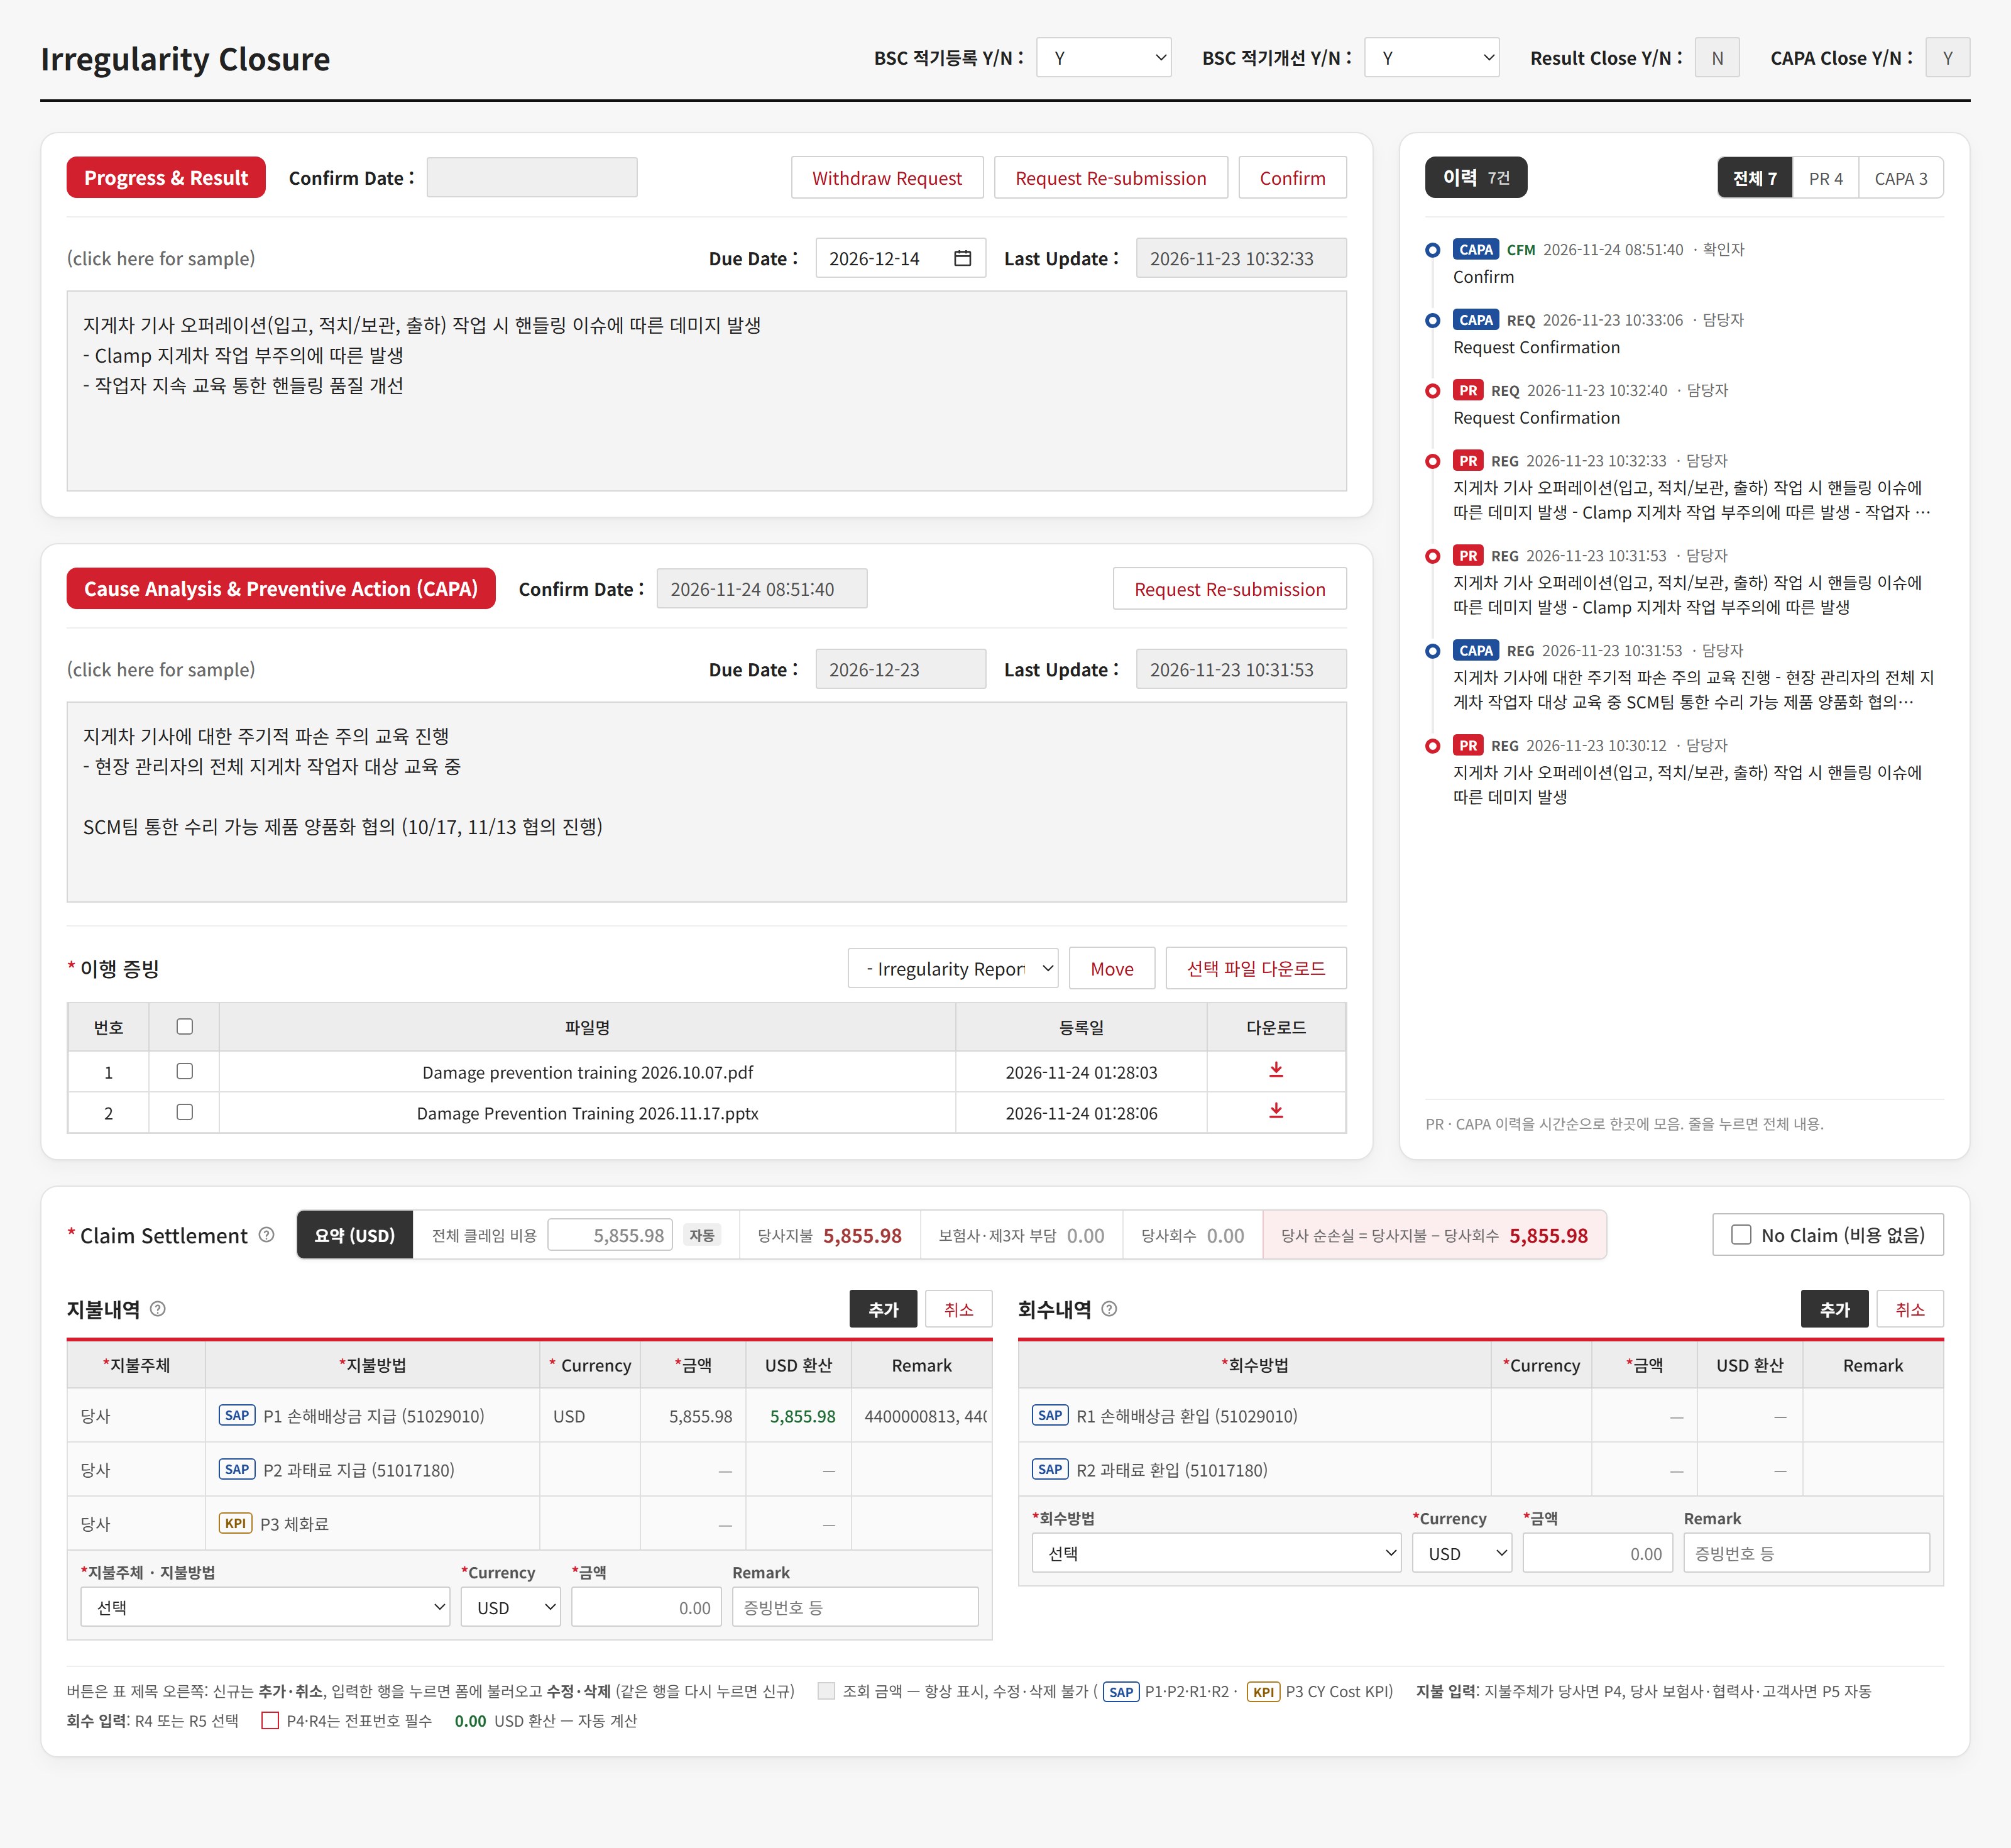 Irregularity Closure
BSC 적기등록 Y/N : Y BSC 적기개선 Y/N : Y Result Close Y/N : N CAPA Close Y/N : Y
Progress & Result Confirm Date : Withdraw Request Request Re-submission Confirm
(click here for sample) Due Date : 2026-12-14 Last Update : 2026-11-23 10:32:33
지게차 기사 오퍼레이션(입고, 적치/보관, 출하) 작업 시 핸들링 이슈에 따른 데미지 발생
- Clamp 지게차 작업 부주의에 따른 발생
- 작업자 지속 교육 통한 핸들링 품질 개선
Cause Analysis & Preventive Action (CAPA) Confirm Date : 2026-11-24 08:51:40 Request Re-submission
(click here for sample) Due Date : 2026-12-23 Last Update : 2026-11-23 10:31:53
지게차 기사에 대한 주기적 파손 주의 교육 진행
- 현장 관리자의 전체 지게차 작업자 대상 교육 중
SCM팀 통한 수리 가능 제품 양품화 협의 (10/17, 11/13 협의 진행)
* 이행 증빙 - Irregularity Repor Move 선택 파일 다운로드
번호 파일명 등록일 다운로드
1 Damage prevention training 2026.10.07.pdf 2026-11-24 01:28:03
2 Damage Prevention Training 2026.11.17.pptx 2026-11-24 01:28:06
이력 7건 전체 7 PR 4 CAPA 3
CAPA CFM 2026-11-24 08:51:40 · 확인자
Confirm
CAPA REQ 2026-11-23 10:33:06 · 담당자
Request Confirmation
PR REQ 2026-11-23 10:32:40 · 담당자
Request Confirmation
PR REG 2026-11-23 10:32:33 · 담당자
지게차 기사 오퍼레이션(입고, 적치/보관, 출하) 작업 시 핸들링 이슈에
따른 데미지 발생 - Clamp 지게차 작업 부주의에 따른 발생 - 작업자 …
PR REG 2026-11-23 10:31:53 · 담당자
지게차 기사 오퍼레이션(입고, 적치/보관, 출하) 작업 시 핸들링 이슈에
따른 데미지 발생 - Clamp 지게차 작업 부주의에 따른 발생
CAPA REG 2026-11-23 10:31:53 · 담당자
지게차 기사에 대한 주기적 파손 주의 교육 진행 - 현장 관리자의 전체 지
게차 작업자 대상 교육 중 SCM팀 통한 수리 가능 제품 양품화 협의…
PR REG 2026-11-23 10:30:12 · 담당자
지게차 기사 오퍼레이션(입고, 적치/보관, 출하) 작업 시 핸들링 이슈에
따른 데미지 발생
PR · CAPA 이력을 시간순으로 한곳에 모음. 줄을 누르면 전체 내용.
* Claim Settlement ? 요약 (USD) 전체 클레임 비용 5,855.98 자동 당사지불 5,855.98 보험사·제3자 부담 0.00 당사회수 0.00 당사 순손실 = 당사지불 − 당사회수 5,855.98 No Claim (비용 없음)
지불내역 ? 추가 취소
*지불주체 *지불방법 * Currency *금액 USD 환산 Remark
당사 SAP P1 손해배상금 지급 (51029010) USD 5,855.98 5,855.98 4400000813, 440
당사 SAP P2 과태료 지급 (51017180) — —
당사 KPI P3 체화료 — —
*지불주체 · 지불방법 *Currency *금액 Remark
선택 USD 0.00 증빙번호 등
회수내역 ? 추가 취소
*회수방법 *Currency *금액 USD 환산 Remark
SAP R1 손해배상금 환입 (51029010) — —
SAP R2 과태료 환입 (51017180) — —
*회수방법 *Currency *금액 Remark
선택 USD 0.00 증빙번호 등
버튼은 표 제목 오른쪽: 신규는 추가·취소, 입력한 행을 누르면 폼에 불러오고 수정·삭제 (같은 행을 다시 누르면 신규) 조회 금액 — 항상 표시, 수정·삭제 불가 ( SAP P1·P2·R1·R2 · KPI P3 CY Cost KPI) 지불 입력: 지불주체가 당사면 P4, 당사 보험사·협력사·고객사면 P5 자동
회수 입력: R4 또는 R5 선택 P4·R4는 전표번호 필수 0.00 USD 환산 — 자동 계산